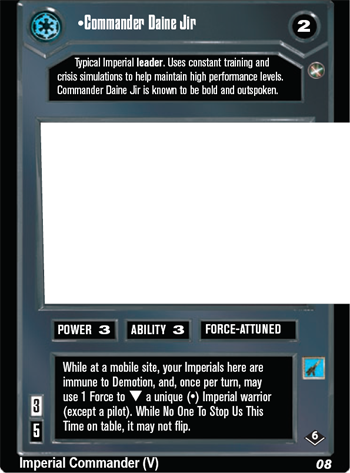 •Commander Daine Jir
2
Typical Imperial leader. Uses constant training and
crisis simulations to help maintain high performance levels.
Commander Daine Jir is known to be bold and outspoken.
POWER 3 ABILITY 3 FORCE-ATTUNED
While at a mobile site, your Imperials here are
immune to Demotion, and, once per turn, may
use 1 Force to ▼ a unique (•) Imperial warrior
(except a pilot). While No One To Stop Us This
Time on table, it may not flip.
3
5
6
Imperial Commander (V) 08